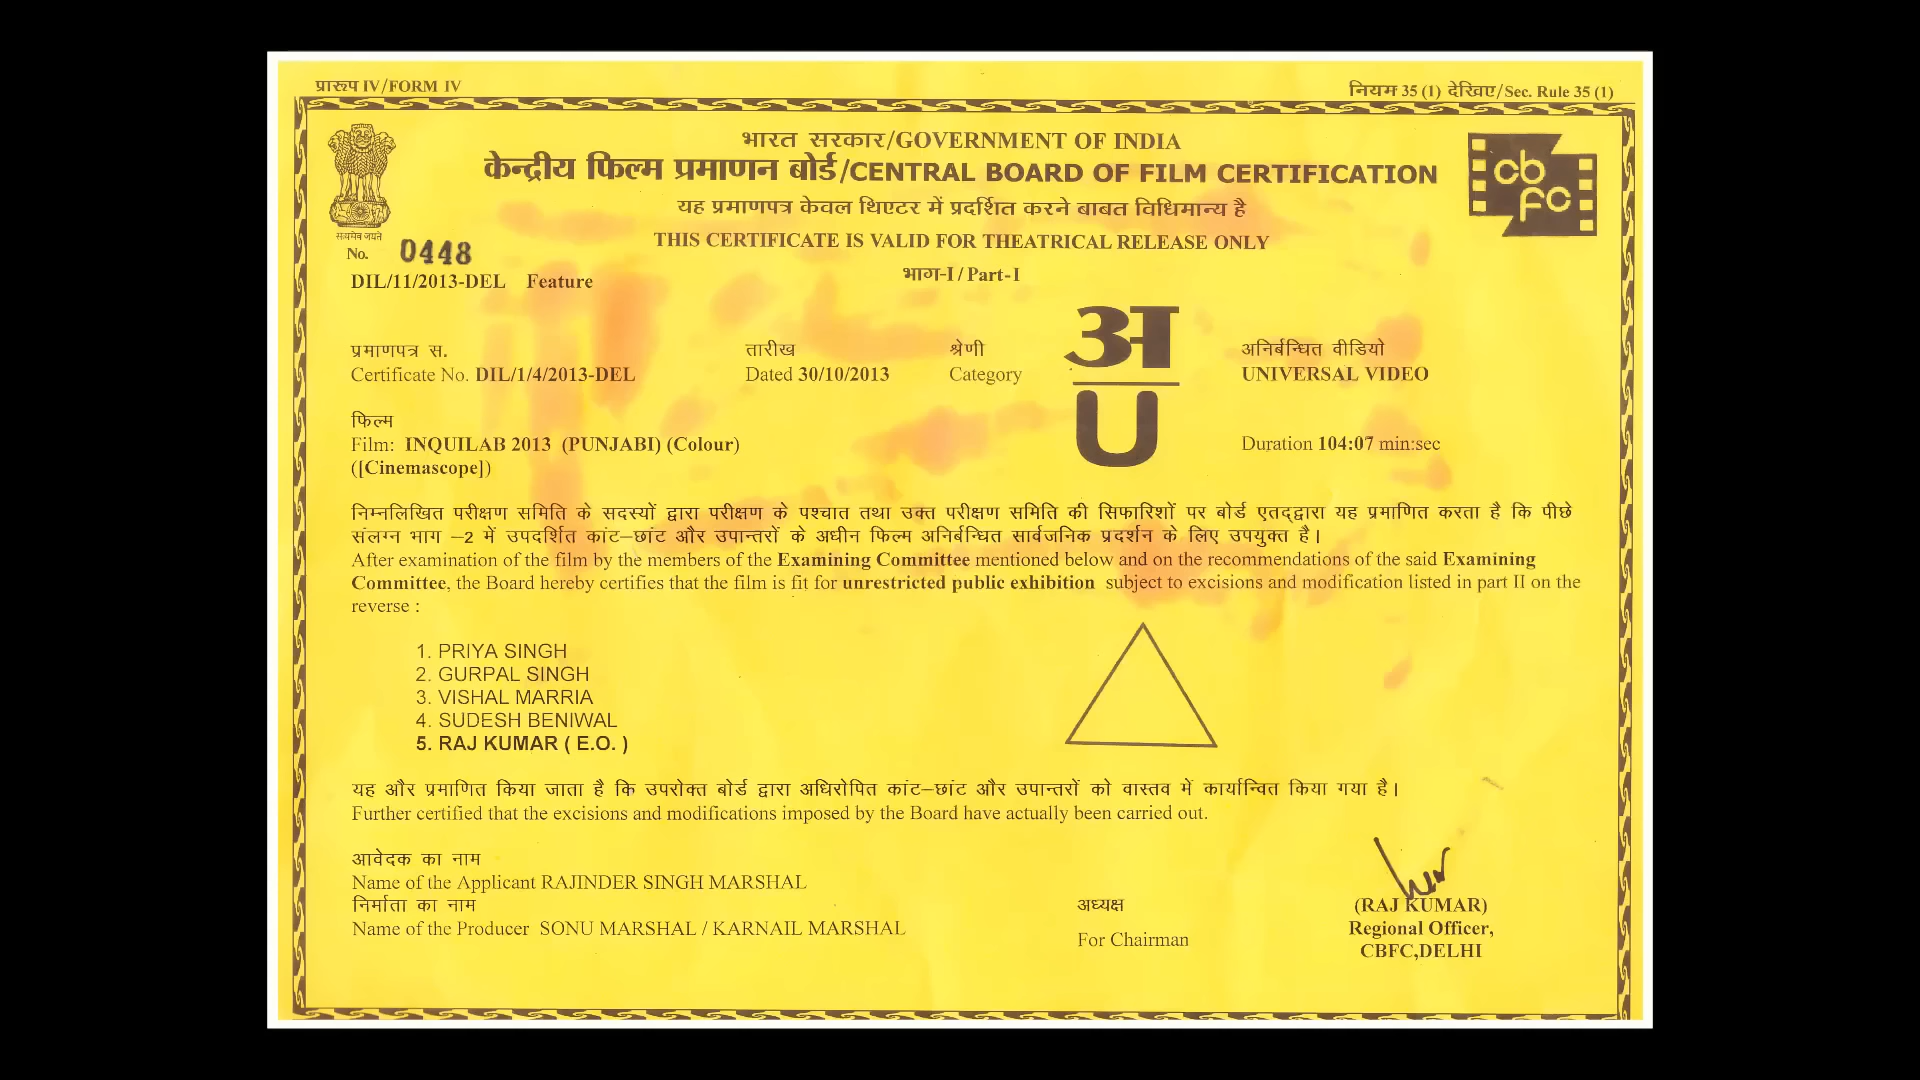 प्रारूप IV/FORM IV
नियम 35 (1) देखिए/Sec. Rule 35 (1)
भारत सरकार/GOVERNMENT OF INDIA
केन्द्रीय फिल्म प्रमाणन बोर्ड/CENTRAL BOARD OF FILM CERTIFICATION
cb
fc
यह प्रमाणपत्र केवल थिएटर में प्रदर्शित करने बाबत विधिमान्य है
सत्यमेव जयते
THIS CERTIFICATE IS VALID FOR THEATRICAL RELEASE ONLY
No. 0448
भाग-I / Part-I
DIL/11/2013-DEL Feature
प्रमाणपत्र स. तारीख श्रेणी अ अनिर्बन्धित वीडियो
Certificate No. DIL/1/4/2013-DEL Dated 30/10/2013 Category UNIVERSAL VIDEO
फिल्म U
Film: INQUILAB 2013 (PUNJABI) (Colour) Duration 104:07 min:sec
([Cinemascope])
निम्नलिखित परीक्षण समिति के सदस्यों द्वारा परीक्षण के पश्चात तथा उक्त परीक्षण समिति की सिफारिशों पर बोर्ड एतद्द्वारा यह प्रमाणित करता है कि पीछे
संलग्न भाग –2 में उपदर्शित कांट–छांट और उपान्तरों के अधीन फिल्म अनिर्बन्धित सार्वजनिक प्रदर्शन के लिए उपयुक्त है।
After examination of the film by the members of the Examining Committee mentioned below and on the recommendations of the said Examining
Committee, the Board hereby certifies that the film is fit for unrestricted public exhibition subject to excisions and modification listed in part II on the
reverse :
1. PRIYA SINGH
2. GURPAL SINGH
3. VISHAL MARRIA
4. SUDESH BENIWAL
5. RAJ KUMAR ( E.O. )
यह और प्रमाणित किया जाता है कि उपरोक्त बोर्ड द्वारा अधिरोपित कांट–छांट और उपान्तरों को वास्तव में कार्यान्वित किया गया है।
Further certified that the excisions and modifications imposed by the Board have actually been carried out.
आवेदक का नाम
Name of the Applicant RAJINDER SINGH MARSHAL
निर्माता का नाम
Name of the Producer SONU MARSHAL / KARNAIL MARSHAL
अध्यक्ष
For Chairman
(RAJ KUMAR)
Regional Officer,
CBFC,DELHI